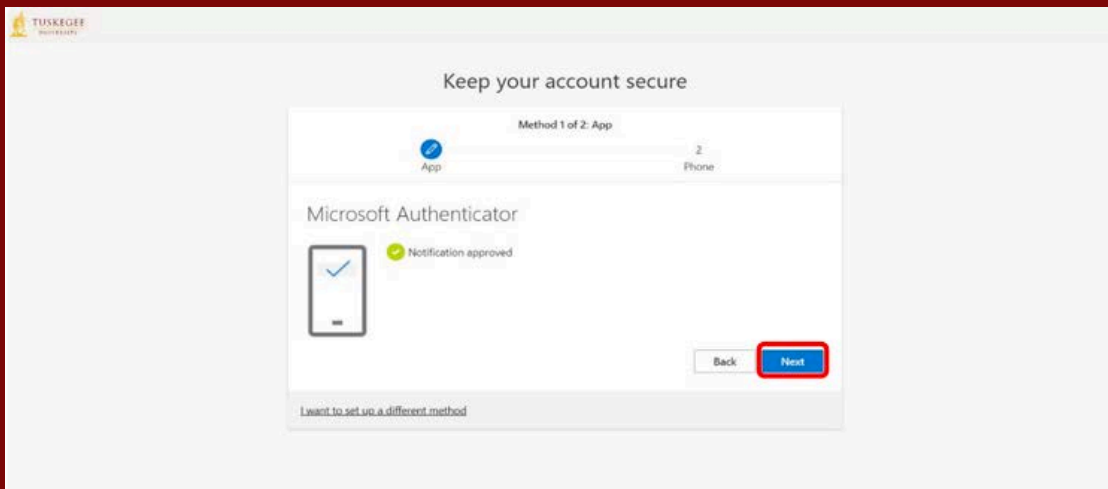 TUSKEGEE
UNIVERSITY
Keep your account secure
Method 1 of 2: App
App
2
Phone
Microsoft Authenticator
Notification approved
Back
Next
I want to set up a different method